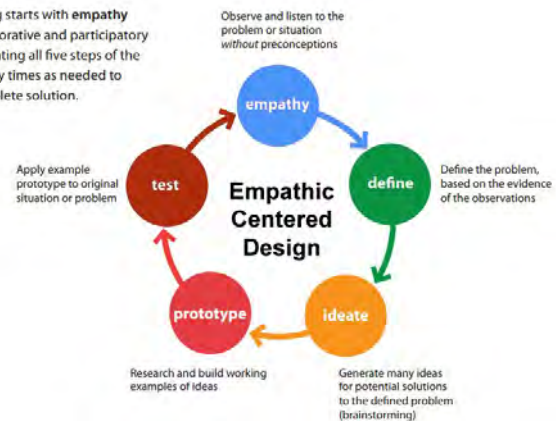 g starts with empathy
orative and participatory
ting all five steps of the
y times as needed to
plete solution.
Observe and listen to the
problem or situation
without preconceptions
empathy
define
Define the problem,
based on the evidence
of the observations
ideate
Generate many ideas
for potential solutions
to the defined problem
(brainstorming)
prototype
Research and build working
examples of ideas
test
Apply example
prototype to original
situation or problem
Empathic
Centered
Design